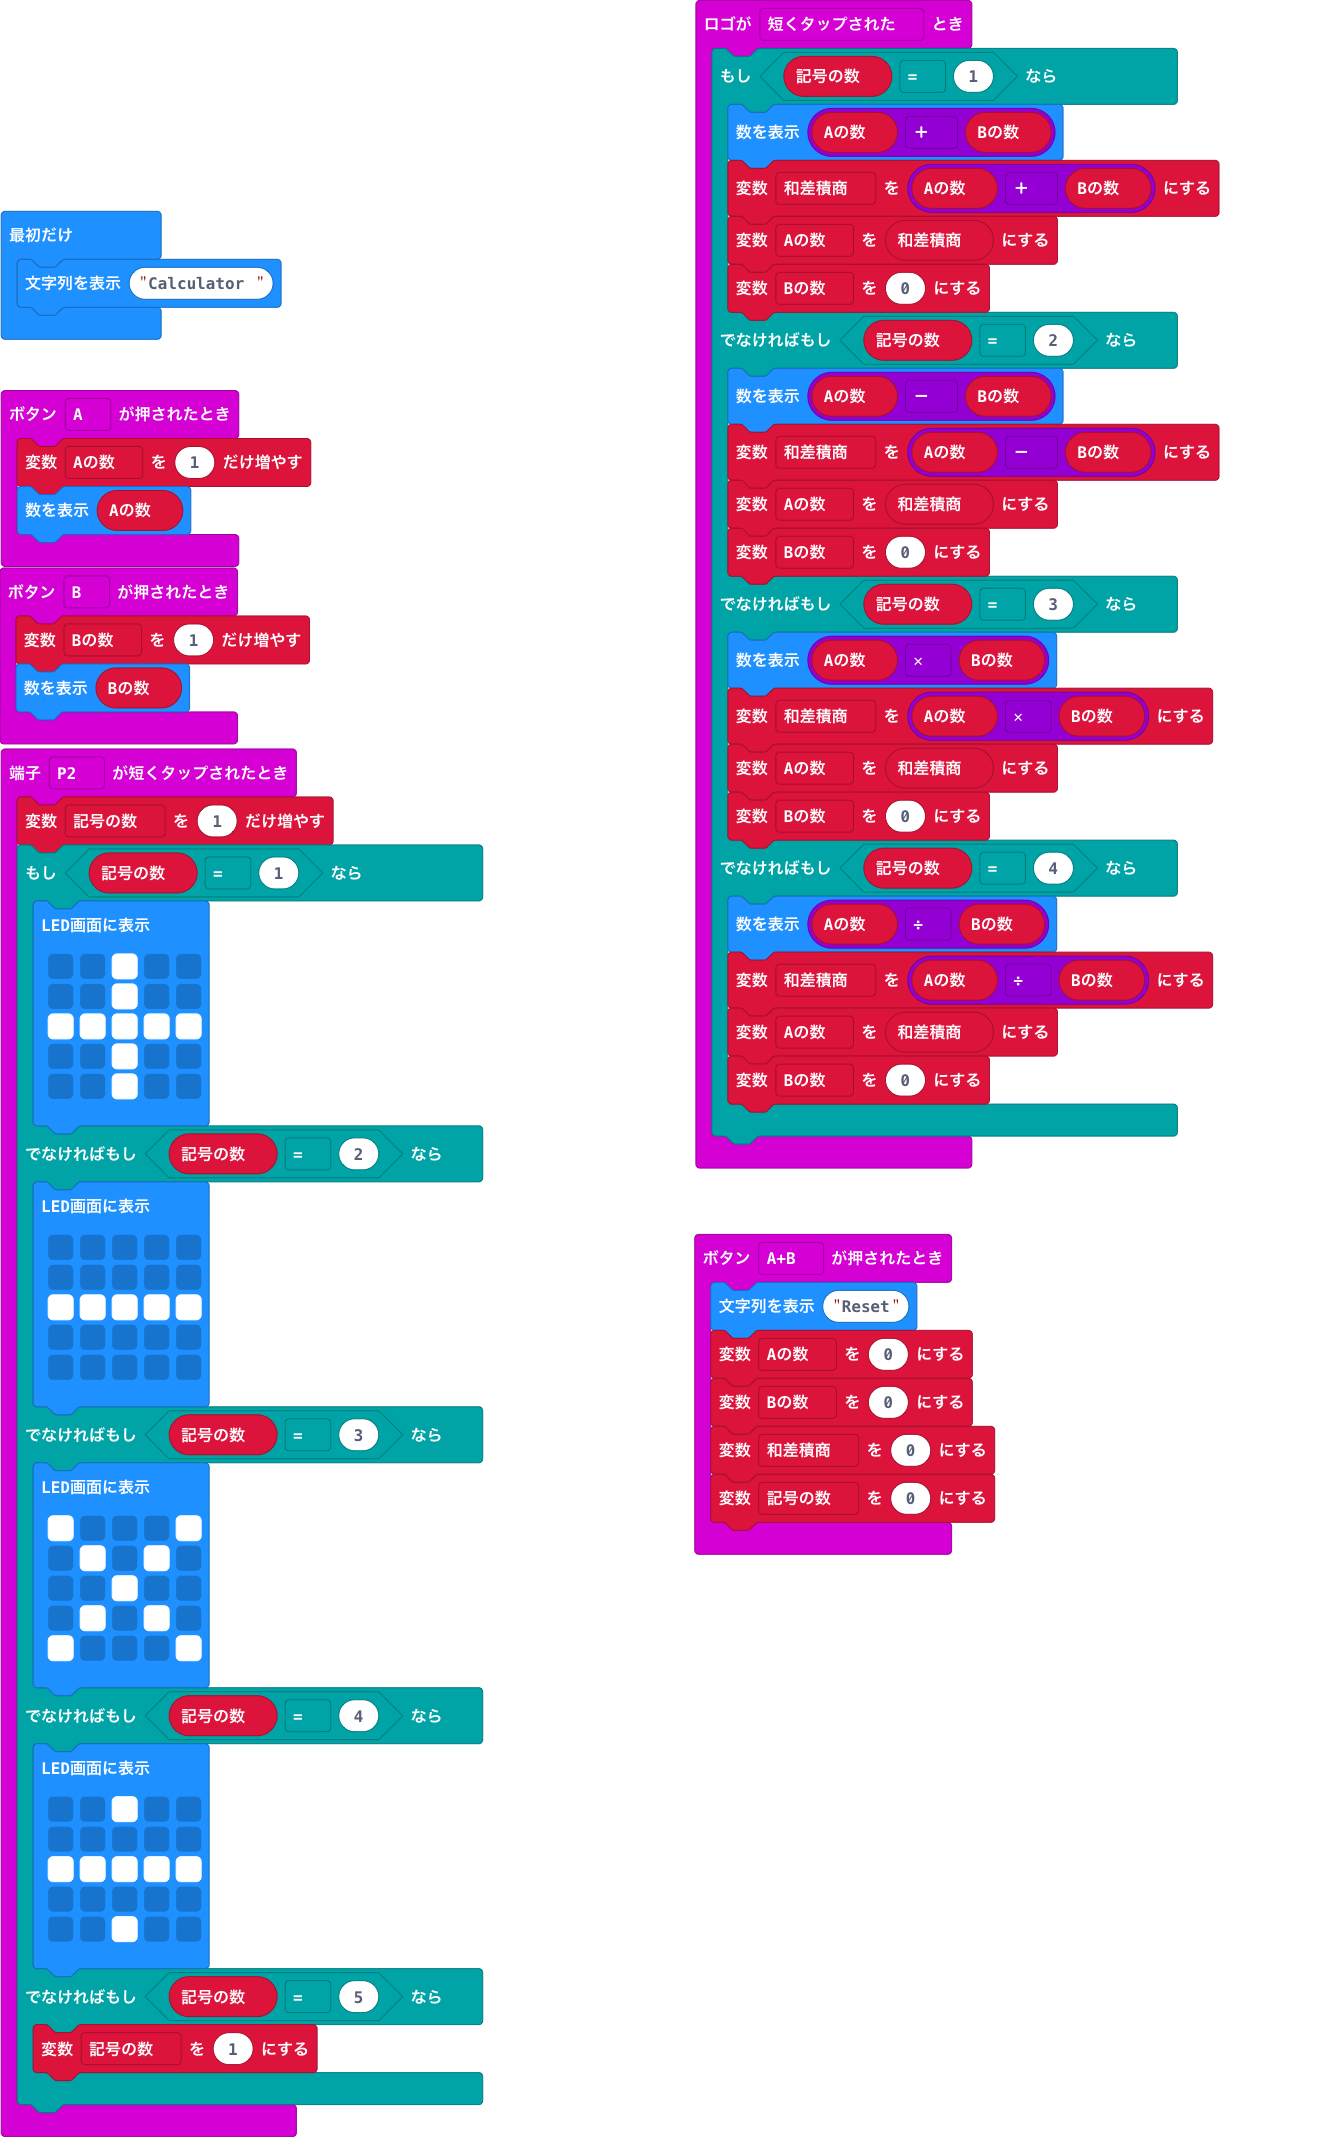 最初だけ
文字列を表示 "Calculator "
ボタン A が押されたとき
変数 Aの数 を 1 だけ増やす
数を表示 Aの数
ボタン B が押されたとき
変数 Bの数 を 1 だけ増やす
数を表示 Bの数
端子 P2 が短くタップされたとき
変数 記号の数 を 1 だけ増やす
もし 記号の数 = 1 なら
LED画面に表示
でなければもし 記号の数 = 2 なら
LED画面に表示
でなければもし 記号の数 = 3 なら
LED画面に表示
でなければもし 記号の数 = 4 なら
LED画面に表示
でなければもし 記号の数 = 5 なら
変数 記号の数 を 1 にする
ロゴが 短くタップされた とき
もし 記号の数 = 1 なら
数を表示 Aの数 + Bの数
変数 和差積商 を Aの数 + Bの数 にする
変数 Aの数 を 和差積商 にする
変数 Bの数 を 0 にする
でなければもし 記号の数 = 2 なら
数を表示 Aの数 - Bの数
変数 和差積商 を Aの数 - Bの数 にする
変数 Aの数 を 和差積商 にする
変数 Bの数 を 0 にする
でなければもし 記号の数 = 3 なら
数を表示 Aの数 × Bの数
変数 和差積商 を Aの数 × Bの数 にする
変数 Aの数 を 和差積商 にする
変数 Bの数 を 0 にする
でなければもし 記号の数 = 4 なら
数を表示 Aの数 ÷ Bの数
変数 和差積商 を Aの数 ÷ Bの数 にする
変数 Aの数 を 和差積商 にする
変数 Bの数 を 0 にする
ボタン A+B が押されたとき
文字列を表示 "Reset"
変数 Aの数 を 0 にする
変数 Bの数 を 0 にする
変数 和差積商 を 0 にする
変数 記号の数 を 0 にする